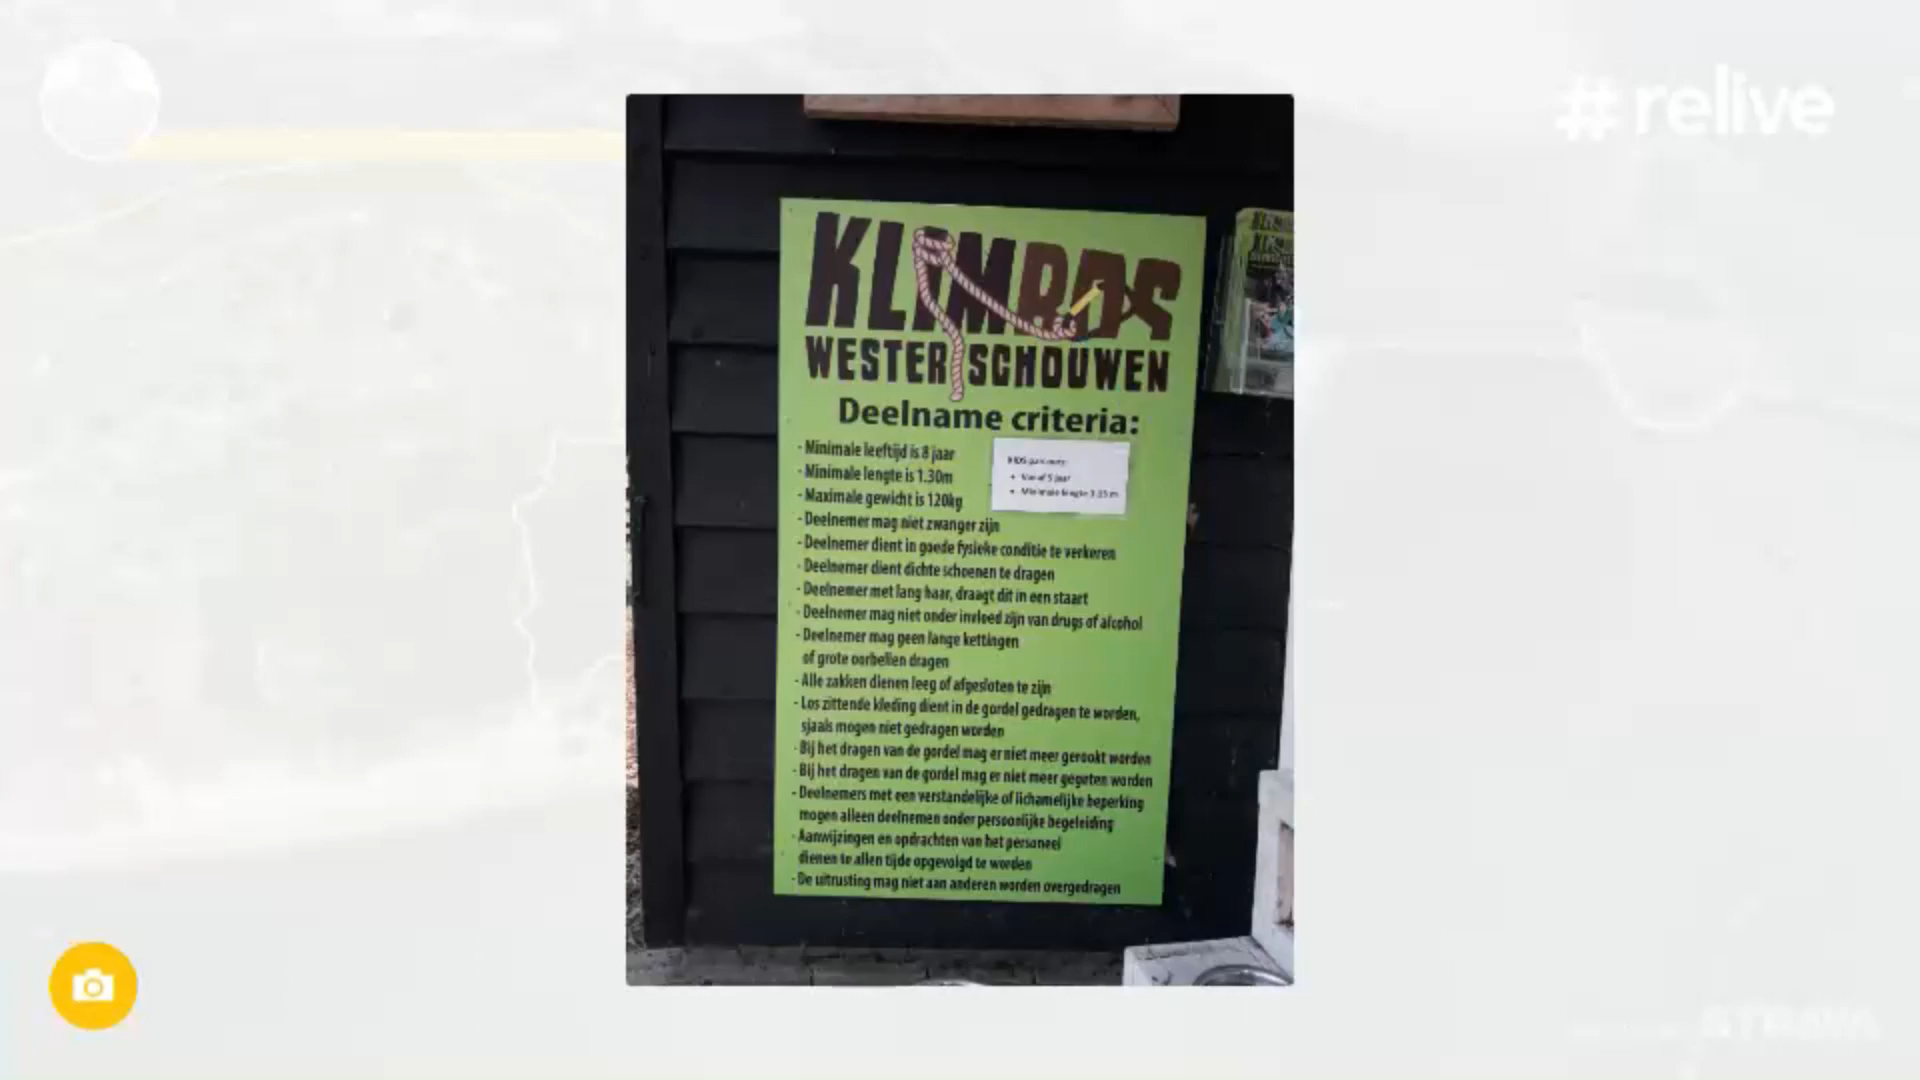 #relive
KLIMBOS
WESTERSCHOUWEN
Deelname criteria:
- Minimale leeftijd is 8 jaar
- Minimale lengte is 1.30m
- Maximale gewicht is 120kg
- Deelnemer mag niet zwanger zijn
- Deelnemer dient in goede fysieke conditie te verkeren
- Deelnemer dient dichte schoenen te dragen
- Deelnemer met lang haar, draagt dit in een staart
- Deelnemer mag niet onder invloed zijn van drugs of alcohol
- Deelnemer mag geen lange kettingen
of grote oorbellen dragen
- Alle zakken dienen leeg of afgesloten te zijn
- Los zittende kleding dient in de gordel gedragen te worden,
sjaals mogen niet gedragen worden
- Bij het dragen van de gordel mag er niet meer gerookt worden
- Bij het dragen van de gordel mag er niet meer gegeten worden
- Deelnemers met een verstandelijke of lichamelijke beperking
mogen alleen deelnemen onder persoonlijke begeleiding
- Aanwijzingen en opdrachten van het personeel
dienen te allen tijde opgevolgd te worden
- De uitrusting mag niet aan anderen worden overgedragen
Vanaf 5 jaar
Minimale lengte
STRAVA